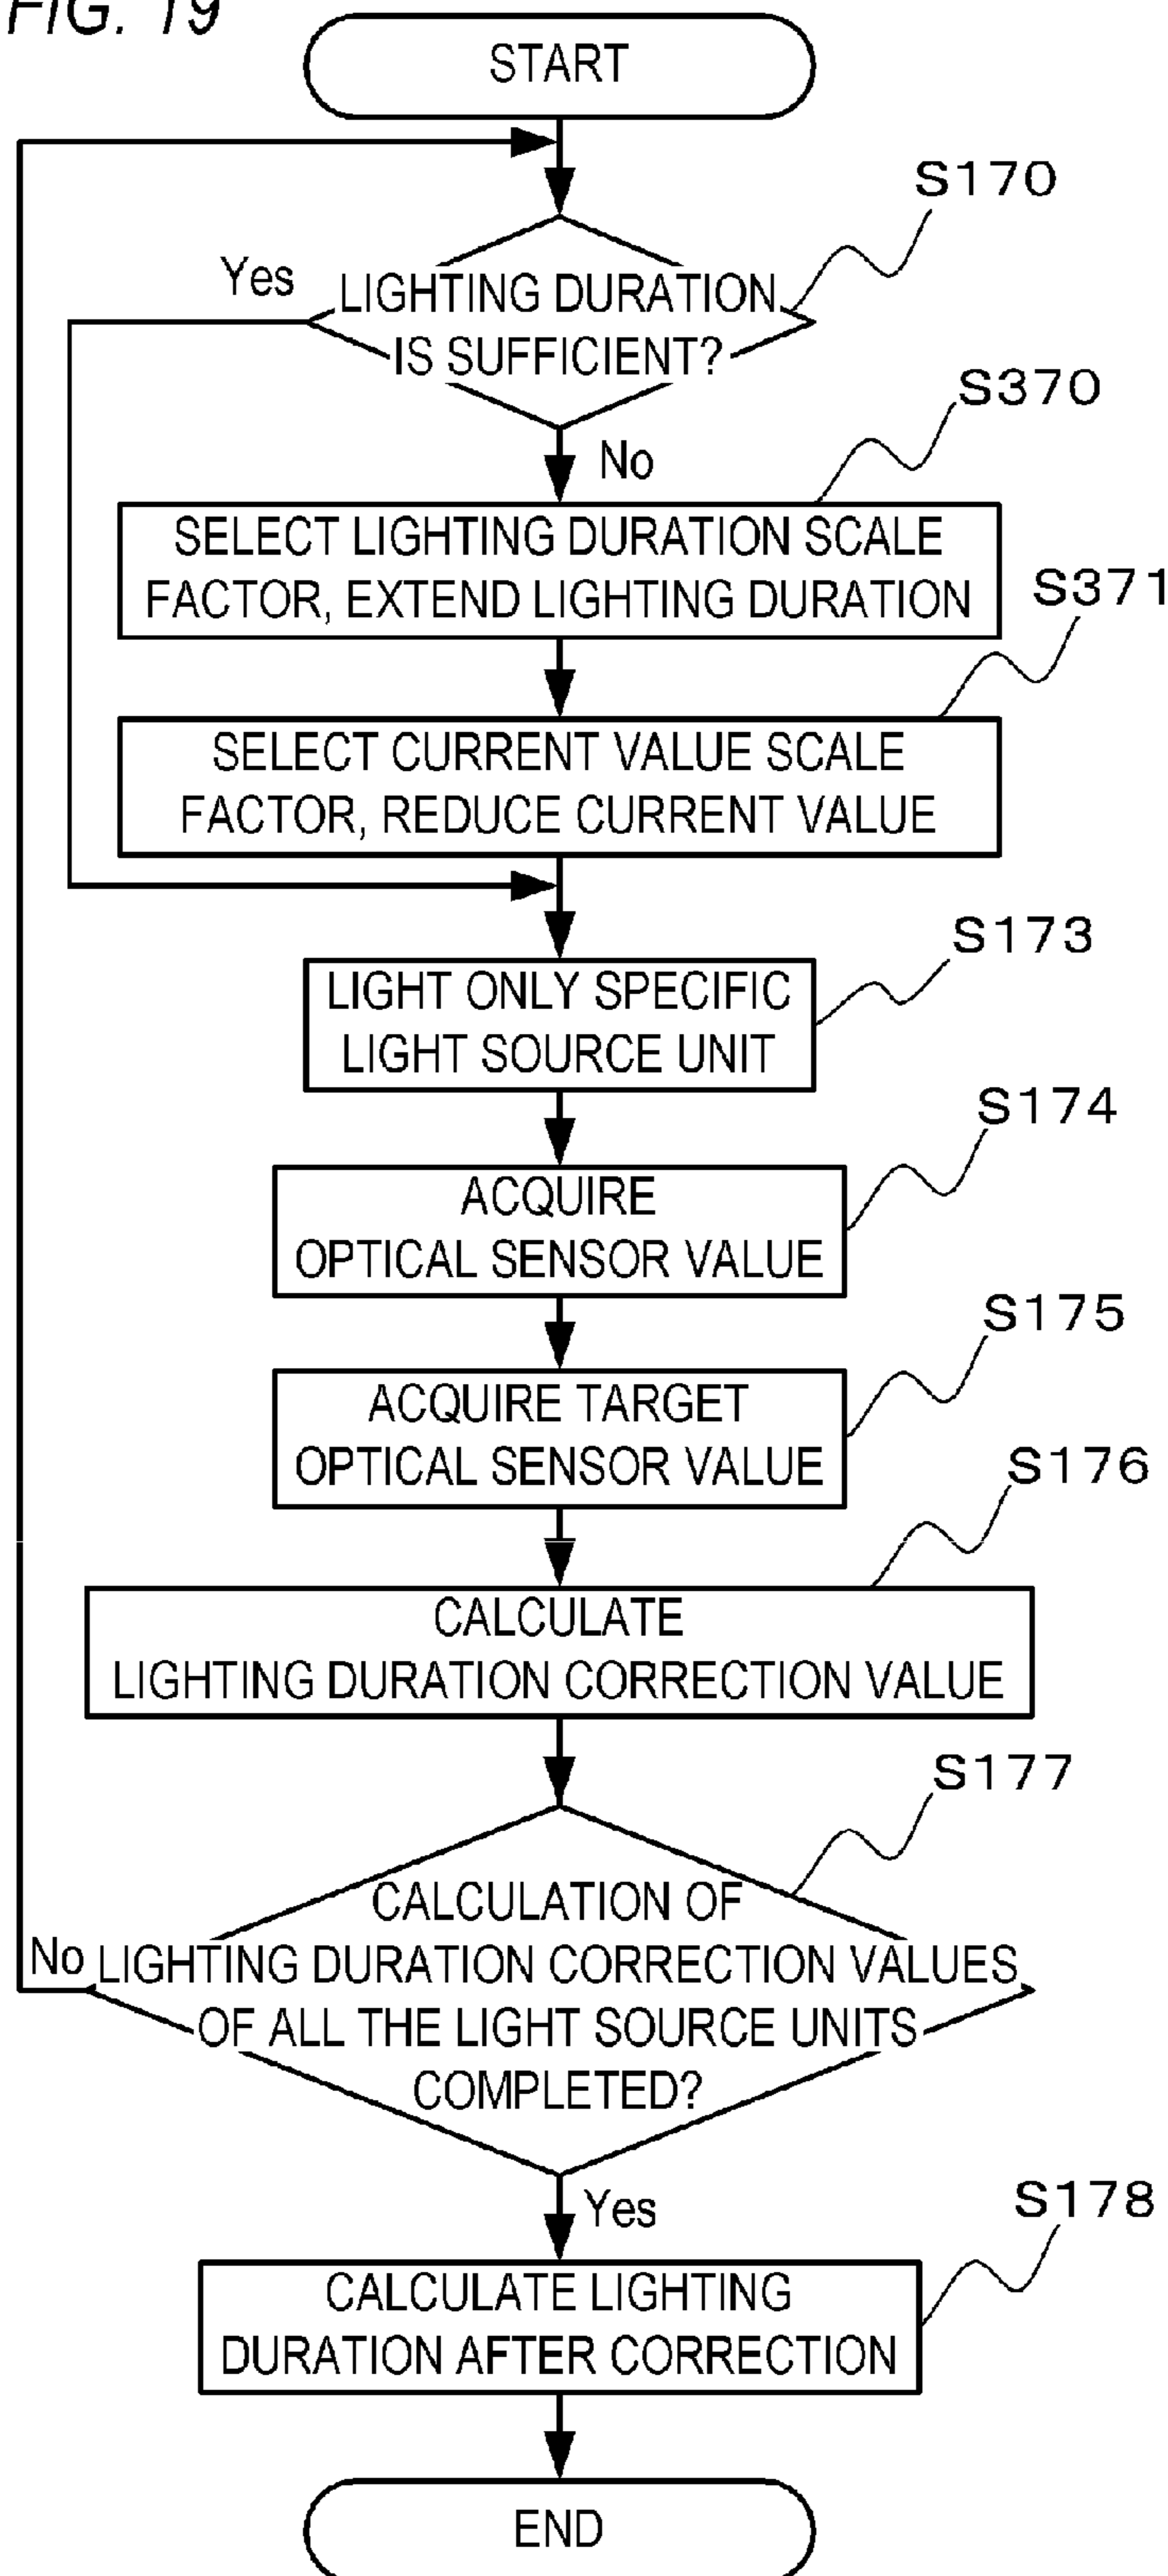 FIG. 19
START
S170
Yes
LIGHTING DURATION
IS SUFFICIENT?
S370
No
SELECT LIGHTING DURATION SCALE
FACTOR, EXTEND LIGHTING DURATION
S371
SELECT CURRENT VALUE SCALE
FACTOR, REDUCE CURRENT VALUE
S173
LIGHT ONLY SPECIFIC
LIGHT SOURCE UNIT
S174
ACQUIRE
OPTICAL SENSOR VALUE
S175
ACQUIRE TARGET
OPTICAL SENSOR VALUE
S176
CALCULATE
LIGHTING DURATION CORRECTION VALUE
S177
CALCULATION OF
No
LIGHTING DURATION CORRECTION VALUES
OF ALL THE LIGHT SOURCE UNITS
COMPLETED?
Yes
S178
CALCULATE LIGHTING
DURATION AFTER CORRECTION
END